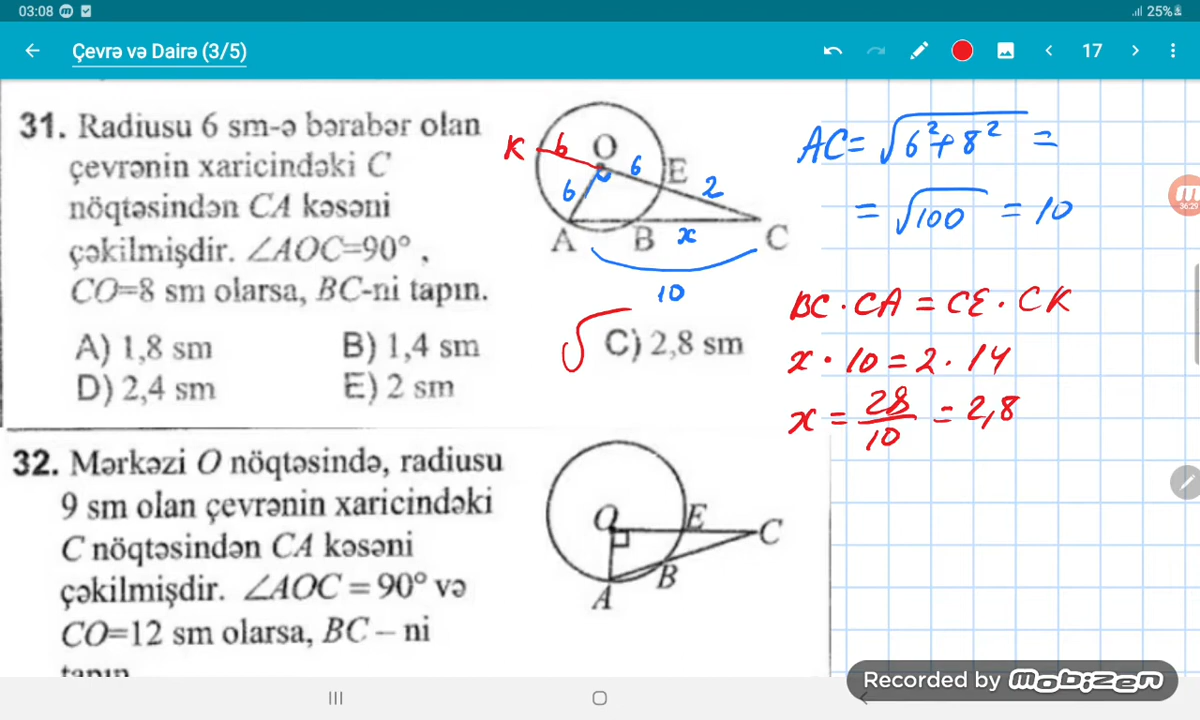 03:08 25%
Çevrə və Dairə (3/5) 17
31. Radiusu 6 sm-ə bərabər olan
çevrənin xaricindəki C
nöqtəsindən CA kəsəni
çəkilmişdir. ∠AOC=90° ,
CO=8 sm olarsa, BC-ni tapın.
A) 1,8 sm B) 1,4 sm C) 2,8 sm
D) 2,4 sm E) 2 sm
K 6 O 6 E 2
6
A B x C
10
AC= √6²+8² =
= √100 = 10
BC · CA = CE · CK
x · 10 = 2 · 14
x = 28/10 = 2,8
m
36:29
32. Mərkəzi O nöqtəsində, radiusu
9 sm olan çevrənin xaricindəki
C nöqtəsindən CA kəsəni
çəkilmişdir. ∠AOC = 90° və
CO=12 sm olarsa, BC – ni
tapın
O E C
B
A
Recorded by mobizen